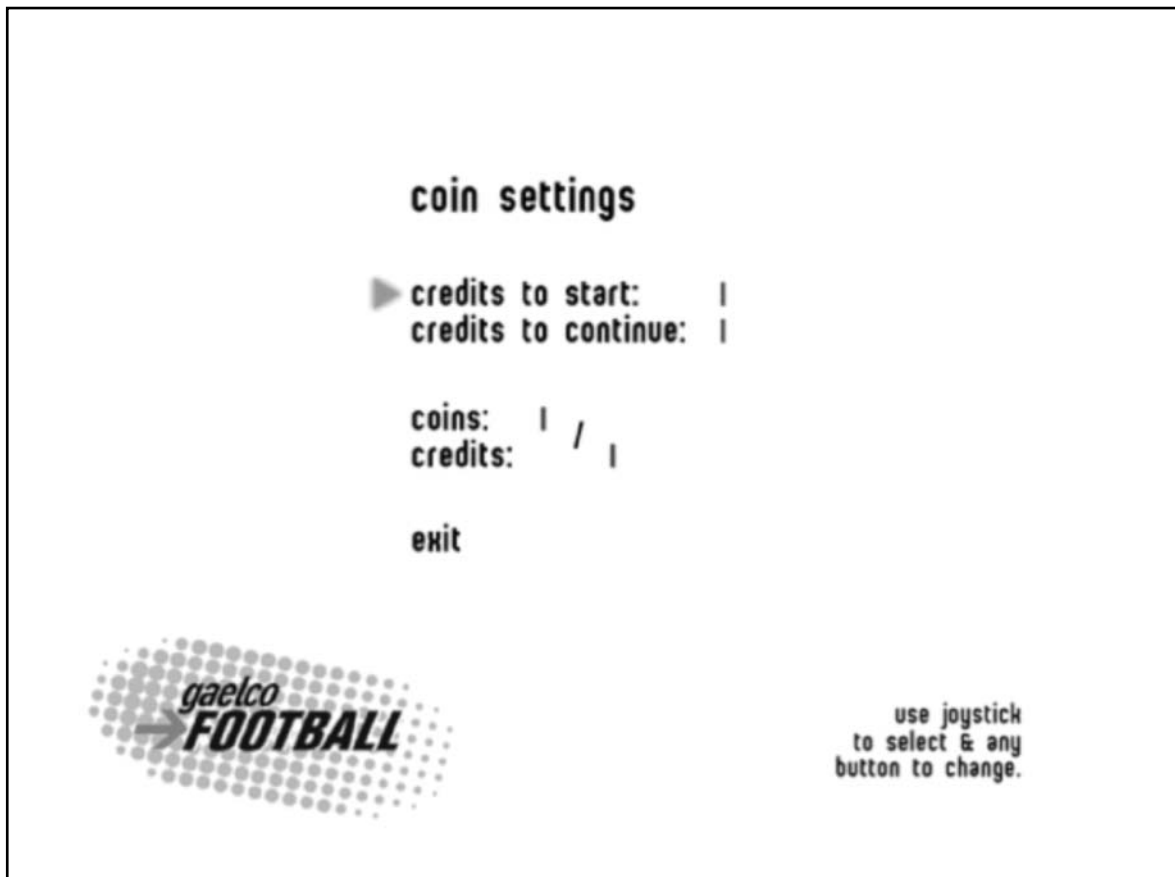 coin settings
credits to start: 1
credits to continue: 1
coins: 1 /
credits: 1
exit
gaelco
FOOTBALL
use joystick
to select & any
button to change.